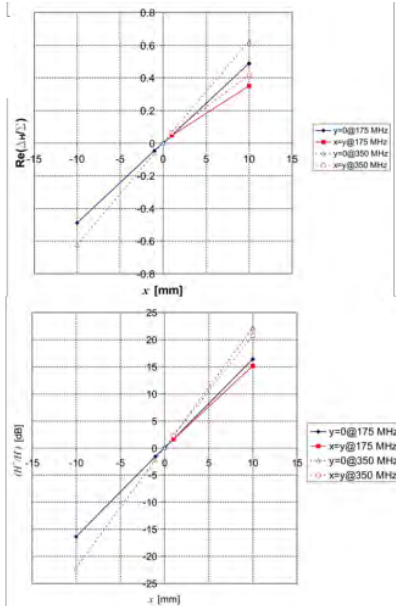 0.8
0.6
0.4
0.2
0
-0.2
-0.4
-0.6
-0.8
-15 -10 -5 0 5 10 15
Re(ΔH/Σ)
x [mm]
y=0@175 MHz
x=y@175 MHz
y=0@350 MHz
x=y@350 MHz
25
20
15
10
5
0
-5
-10
-15
-20
-25
-15 -10 -5 0 5 10 15
[dB]
x [mm]
y=0@175 MHz
x=y@175 MHz
y=0@350 MHz
x=y@350 MHz